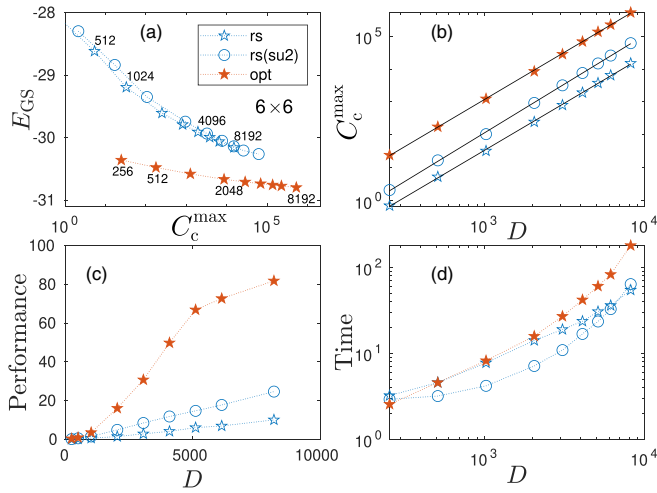 -28
-29
-30
-31
E_GS
(a)
rs
rs(su2)
opt
6×6
512
1024
4096
8192
256
512
2048
8192
10^0
10^5
C_c^max
(b)
10^5
10^0
C_c^max
10^3
10^4
D
(c)
100
80
60
40
20
0
Performance
0
5000
10000
D
(d)
10^2
10^1
10^0
Time
10^3
10^4
D